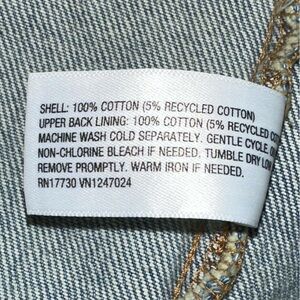 SHELL: 100% COTTON (5% RECYCLED COTTON)
UPPER BACK LINING: 100% COTTON (5% RECYCLED
MACHINE WASH COLD SEPARATELY. GENTLE CYCLE.
NON-CHLORINE BLEACH IF NEEDED. TUMBLE DRY LOW
REMOVE PROMPTLY. WARM IRON IF NEEDED.
RN17730 VN1247024